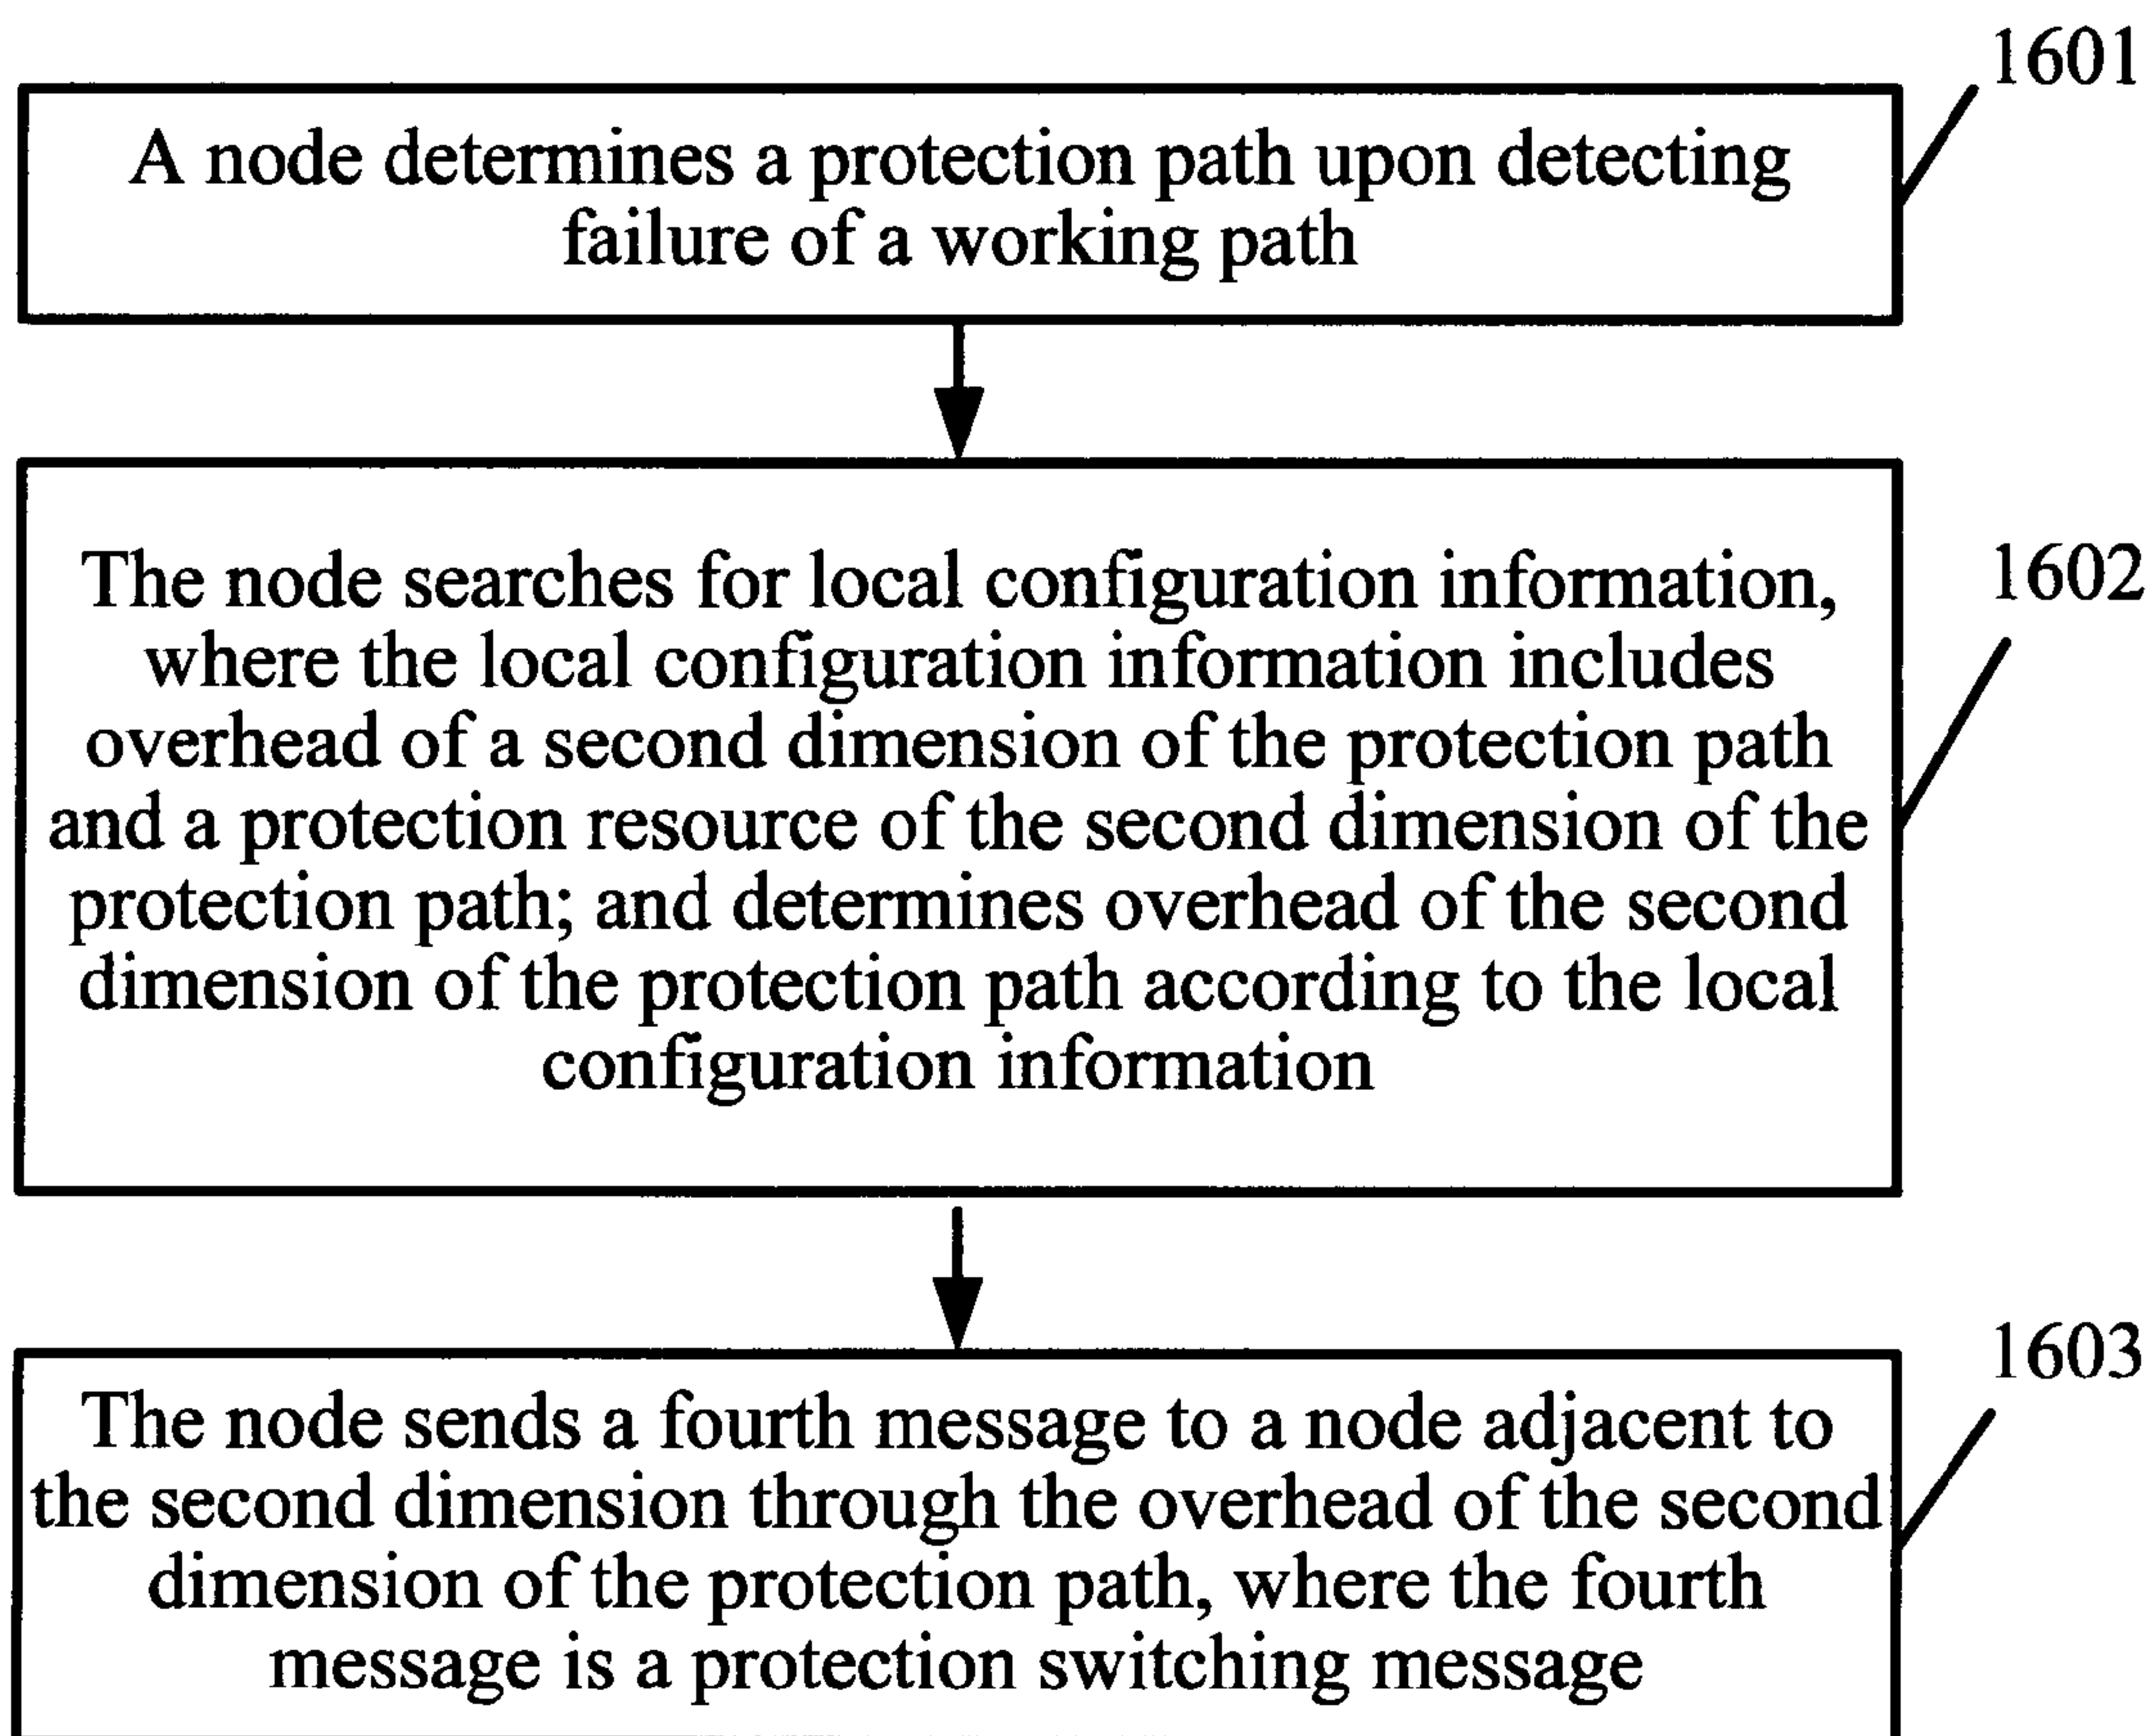 1601
A node determines a protection path upon detecting
failure of a working path
1602
The node searches for local configuration information,
where the local configuration information includes
overhead of a second dimension of the protection path
and a protection resource of the second dimension of the
protection path; and determines overhead of the second
dimension of the protection path according to the local
configuration information
1603
The node sends a fourth message to a node adjacent to
the second dimension through the overhead of the second
dimension of the protection path, where the fourth
message is a protection switching message